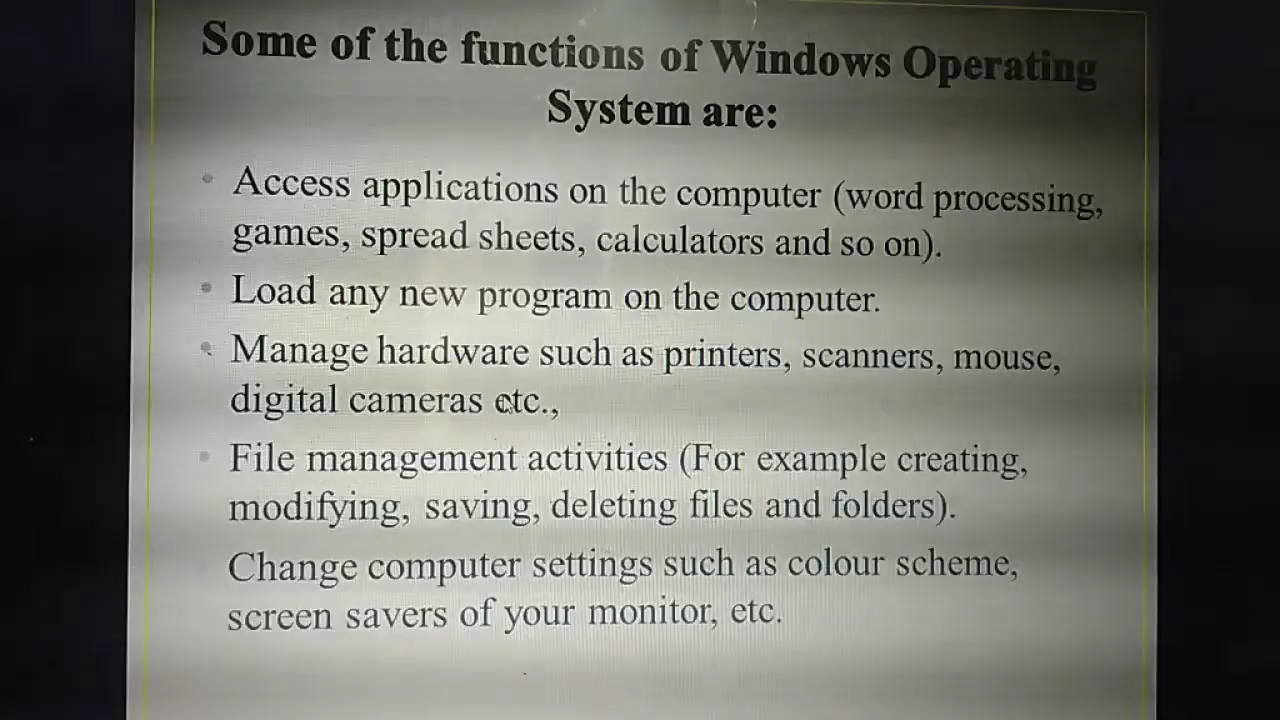 Some of the functions of Windows Operating
System are:
• Access applications on the computer (word processing,
games, spread sheets, calculators and so on).
• Load any new program on the computer.
• Manage hardware such as printers, scanners, mouse,
digital cameras etc.,
• File management activities (For example creating,
modifying, saving, deleting files and folders).
Change computer settings such as colour scheme,
screen savers of your monitor, etc.